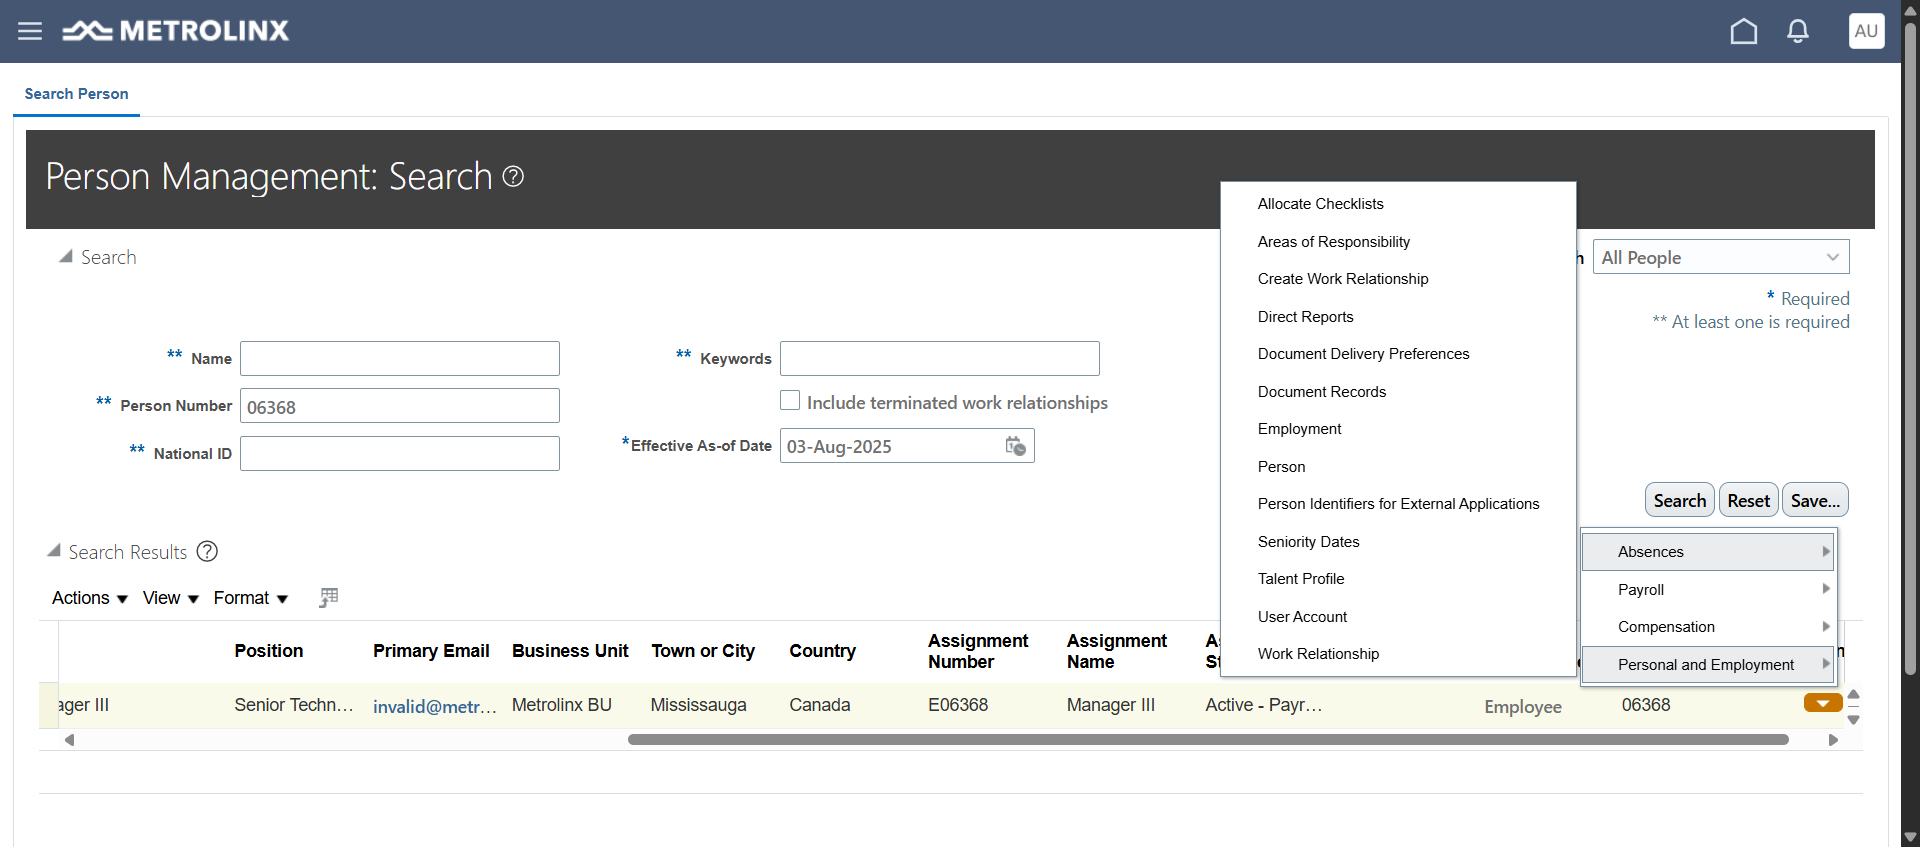 METROLINX
AU
Search Person
Person Management: Search
Search
All People
* Required
** At least one is required
** Name
** Keywords
** Person Number 06368
Include terminated work relationships
** National ID
*Effective As-of Date 03-Aug-2025
Search Reset Save...
Search Results
Actions View Format
Position Primary Email Business Unit Town or City Country Assignment Number Assignment Name
ager III Senior Techn... invalid@metr... Metrolinx BU Mississauga Canada E06368 Manager III Active - Payr... Employee 06368
Allocate Checklists
Areas of Responsibility
Create Work Relationship
Direct Reports
Document Delivery Preferences
Document Records
Employment
Person
Person Identifiers for External Applications
Seniority Dates
Talent Profile
User Account
Work Relationship
Absences
Payroll
Compensation
Personal and Employment